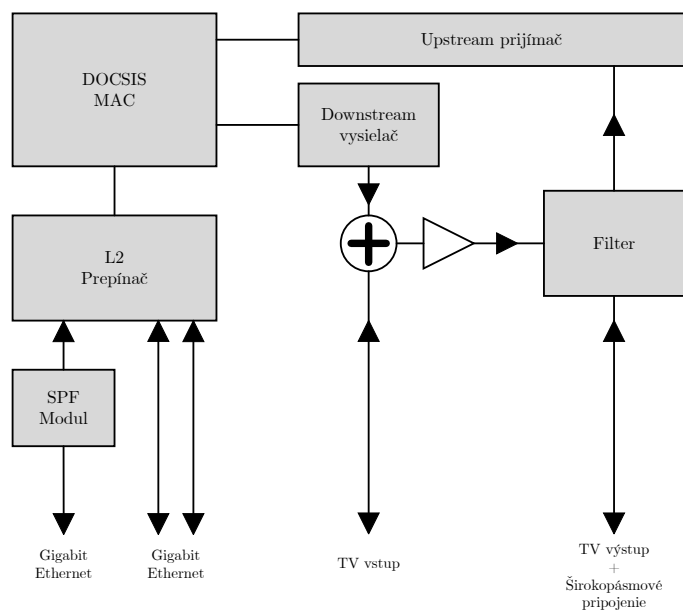 Upstream prijímač
DOCSIS
MAC
Downstream
vysielač
L2
Prepínač
Filter
SPF
Modul
Gigabit
Ethernet
Gigabit
Ethernet
TV vstup
TV výstup
+
Širokopásmové
pripojenie